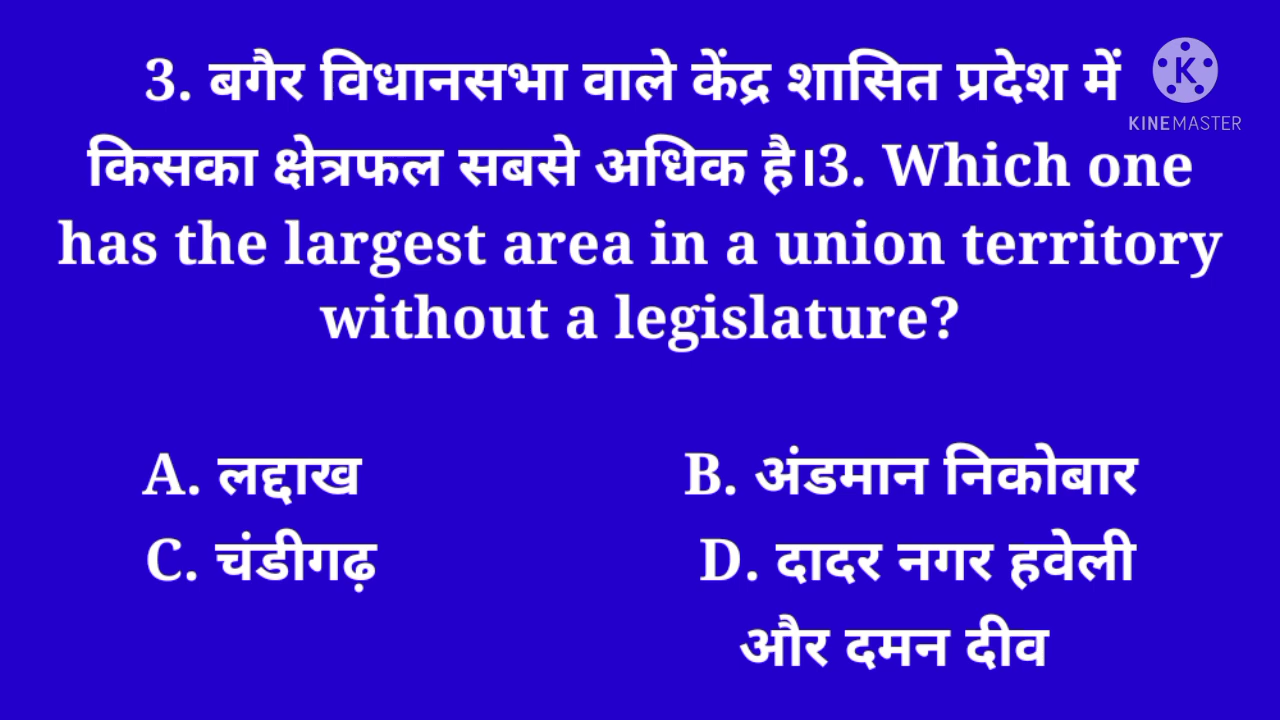 3. बगैर विधानसभा वाले केंद्र शासित प्रदेश में
किसका क्षेत्रफल सबसे अधिक है।3. Which one
has the largest area in a union territory
without a legislature?
A. लद्दाख
B. अंडमान निकोबार
C. चंडीगढ़
D. दादर नगर हवेली
और दमन दीव
K
KINEMASTER